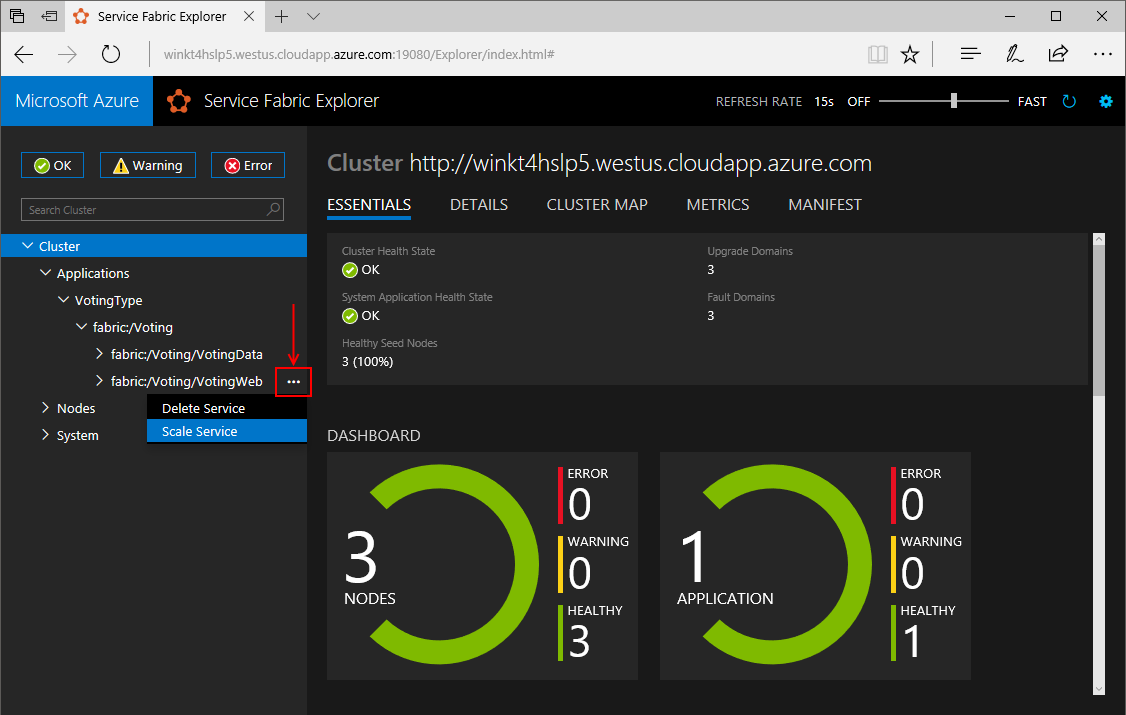 Service Fabric Explorer
winkt4hslp5.westus.cloudapp.azure.com:19080/Explorer/index.html#
Microsoft Azure
Service Fabric Explorer
REFRESH RATE 15s OFF FAST
OK
Warning
Error
Search Cluster
Cluster
Applications
VotingType
fabric:/Voting
fabric:/Voting/VotingData
fabric:/Voting/VotingWeb
Nodes
System
Delete Service
Scale Service
Cluster http://winkt4hslp5.westus.cloudapp.azure.com
ESSENTIALS DETAILS CLUSTER MAP METRICS MANIFEST
Cluster Health State
OK
System Application Health State
OK
Healthy Seed Nodes
3 (100%)
Upgrade Domains
3
Fault Domains
3
DASHBOARD
3
NODES
ERROR
0
WARNING
0
HEALTHY
3
1
APPLICATION
ERROR
0
WARNING
0
HEALTHY
1